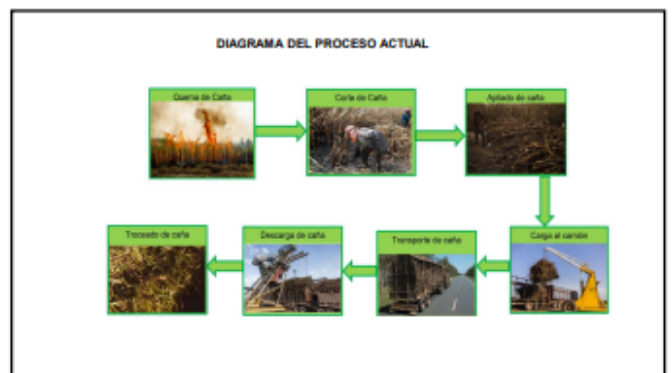 DIAGRAMA DEL PROCESO ACTUAL
Quema de Caña
Corte de Caña
Apilado de caña
Carga al camión
Transporte de caña
Descarga de caña
Troceado de caña